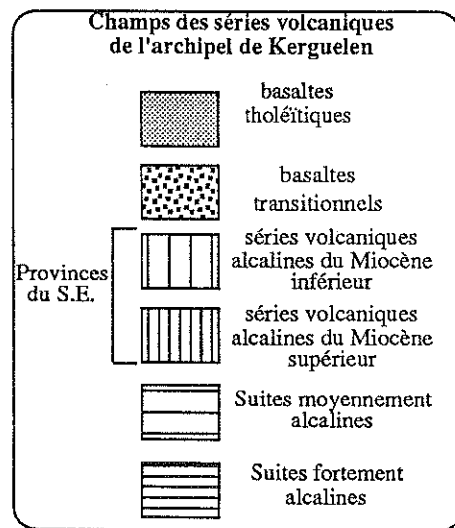 Champs des séries volcaniques
de l'archipel de Kerguelen
basaltes
tholéïtiques
basaltes
transitionnels
Provinces
du S.E.
séries volcaniques
alcalines du Miocène
inférieur
séries volcaniques
alcalines du Miocène
supérieur
Suites moyennement
alcalines
Suites fortement
alcalines